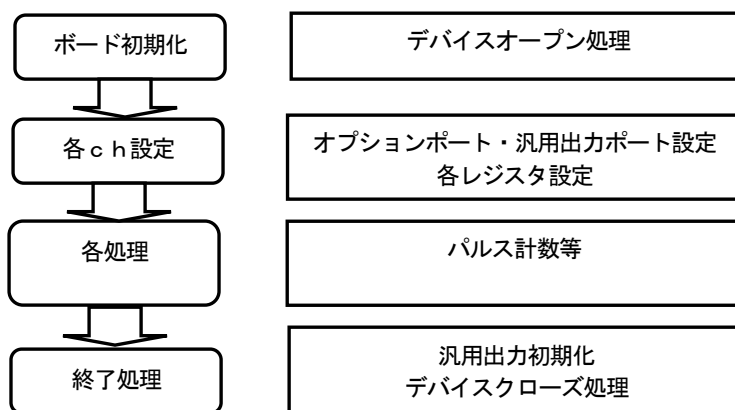 ボード初期化
デバイスオープン処理
各ｃｈ設定
オプションポート・汎用出力ポート設定
各レジスタ設定
各処理
パルス計数等
終了処理
汎用出力初期化
デバイスクローズ処理